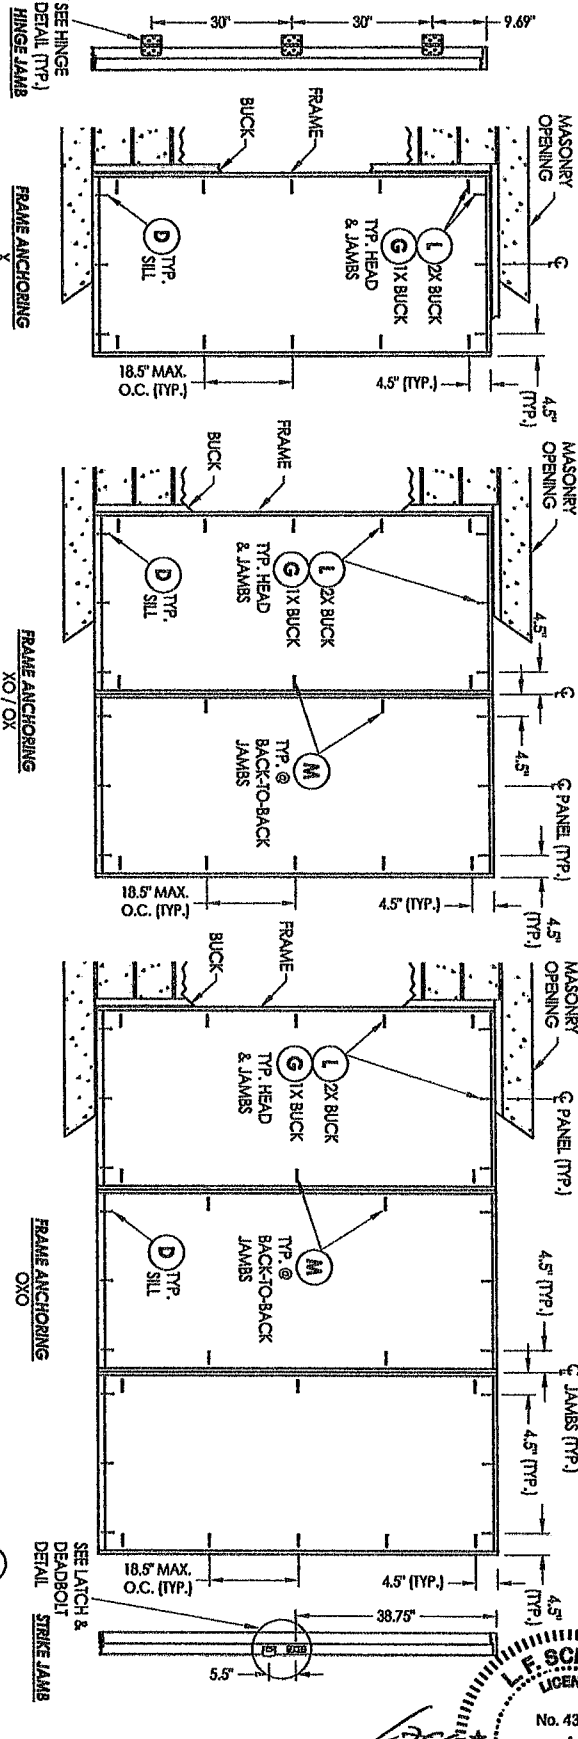 SEE HINGE
DETAIL (TYP.)
HINGE JAMB
30"
30"
9.69"
MASONRY
OPENING
℄
4.5"
(TYP.)
FRAME
BUCK
L 2X BUCK
G 1X BUCK
TYP. HEAD
& JAMBS
D TYP.
SILL
18.5" MAX.
O.C. (TYP.)
4.5" (TYP.)
FRAME ANCHORING
X
MASONRY
OPENING
4.5"
℄
4.5"
℄ PANEL (TYP.)
4.5"
(TYP.)
FRAME
BUCK
L 2X BUCK
G 1X BUCK
TYP. HEAD
& JAMBS
D TYP.
SILL
M
TYP. @
BACK-TO-BACK
JAMBS
18.5" MAX.
O.C. (TYP.)
4.5" (TYP.)
FRAME ANCHORING
XO / OX
MASONRY
OPENING
℄ PANEL (TYP.)
4.5" (TYP.)
℄ JAMBS (TYP.)
4.5" (TYP.)
4.5"
(TYP.)
FRAME
BUCK
L 2X BUCK
G 1X BUCK
TYP. HEAD
& JAMBS
M
TYP. @
BACK-TO-BACK
JAMBS
D TYP.
SILL
18.5" MAX.
O.C. (TYP.)
4.5" (TYP.)
FRAME ANCHORING
OXO
SEE LATCH &
DEADBOLT
DETAIL
STRIKE JAMB
38.75"
5.5"
L. F. SC
LICEN
No. 43